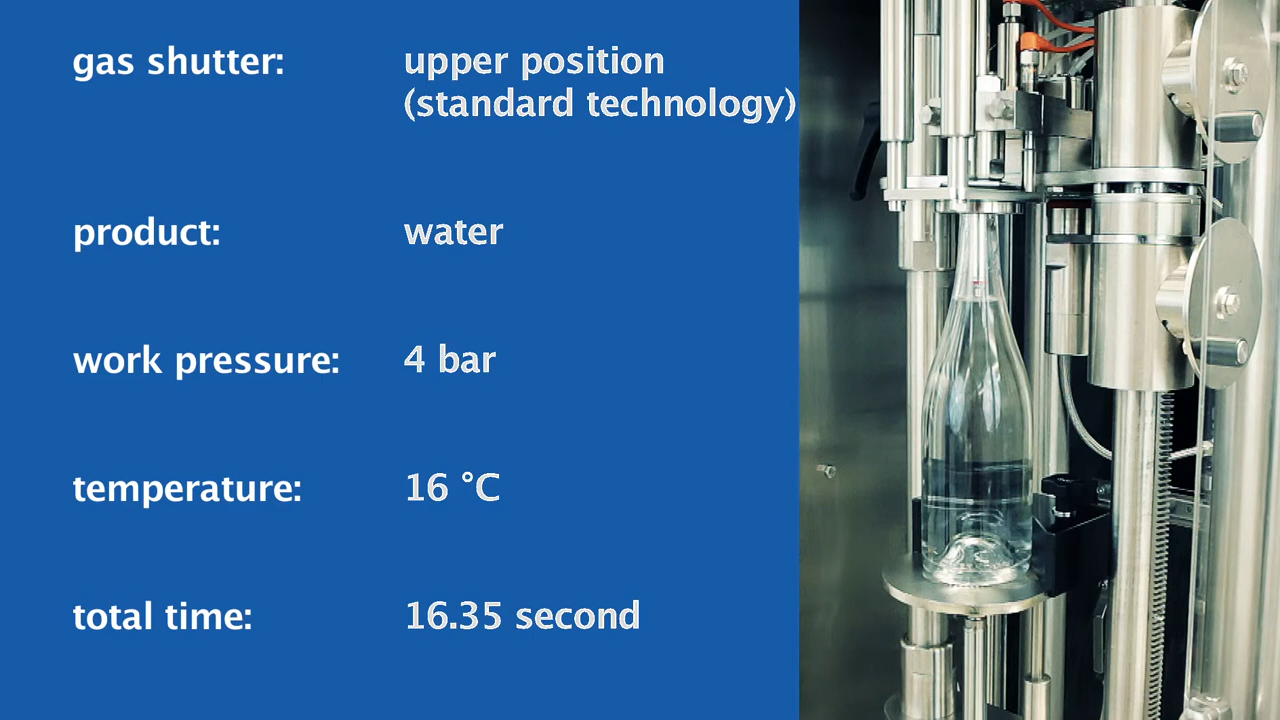 gas shutter: upper position
(standard technology)
product: water
work pressure: 4 bar
temperature: 16 °C
total time: 16.35 second